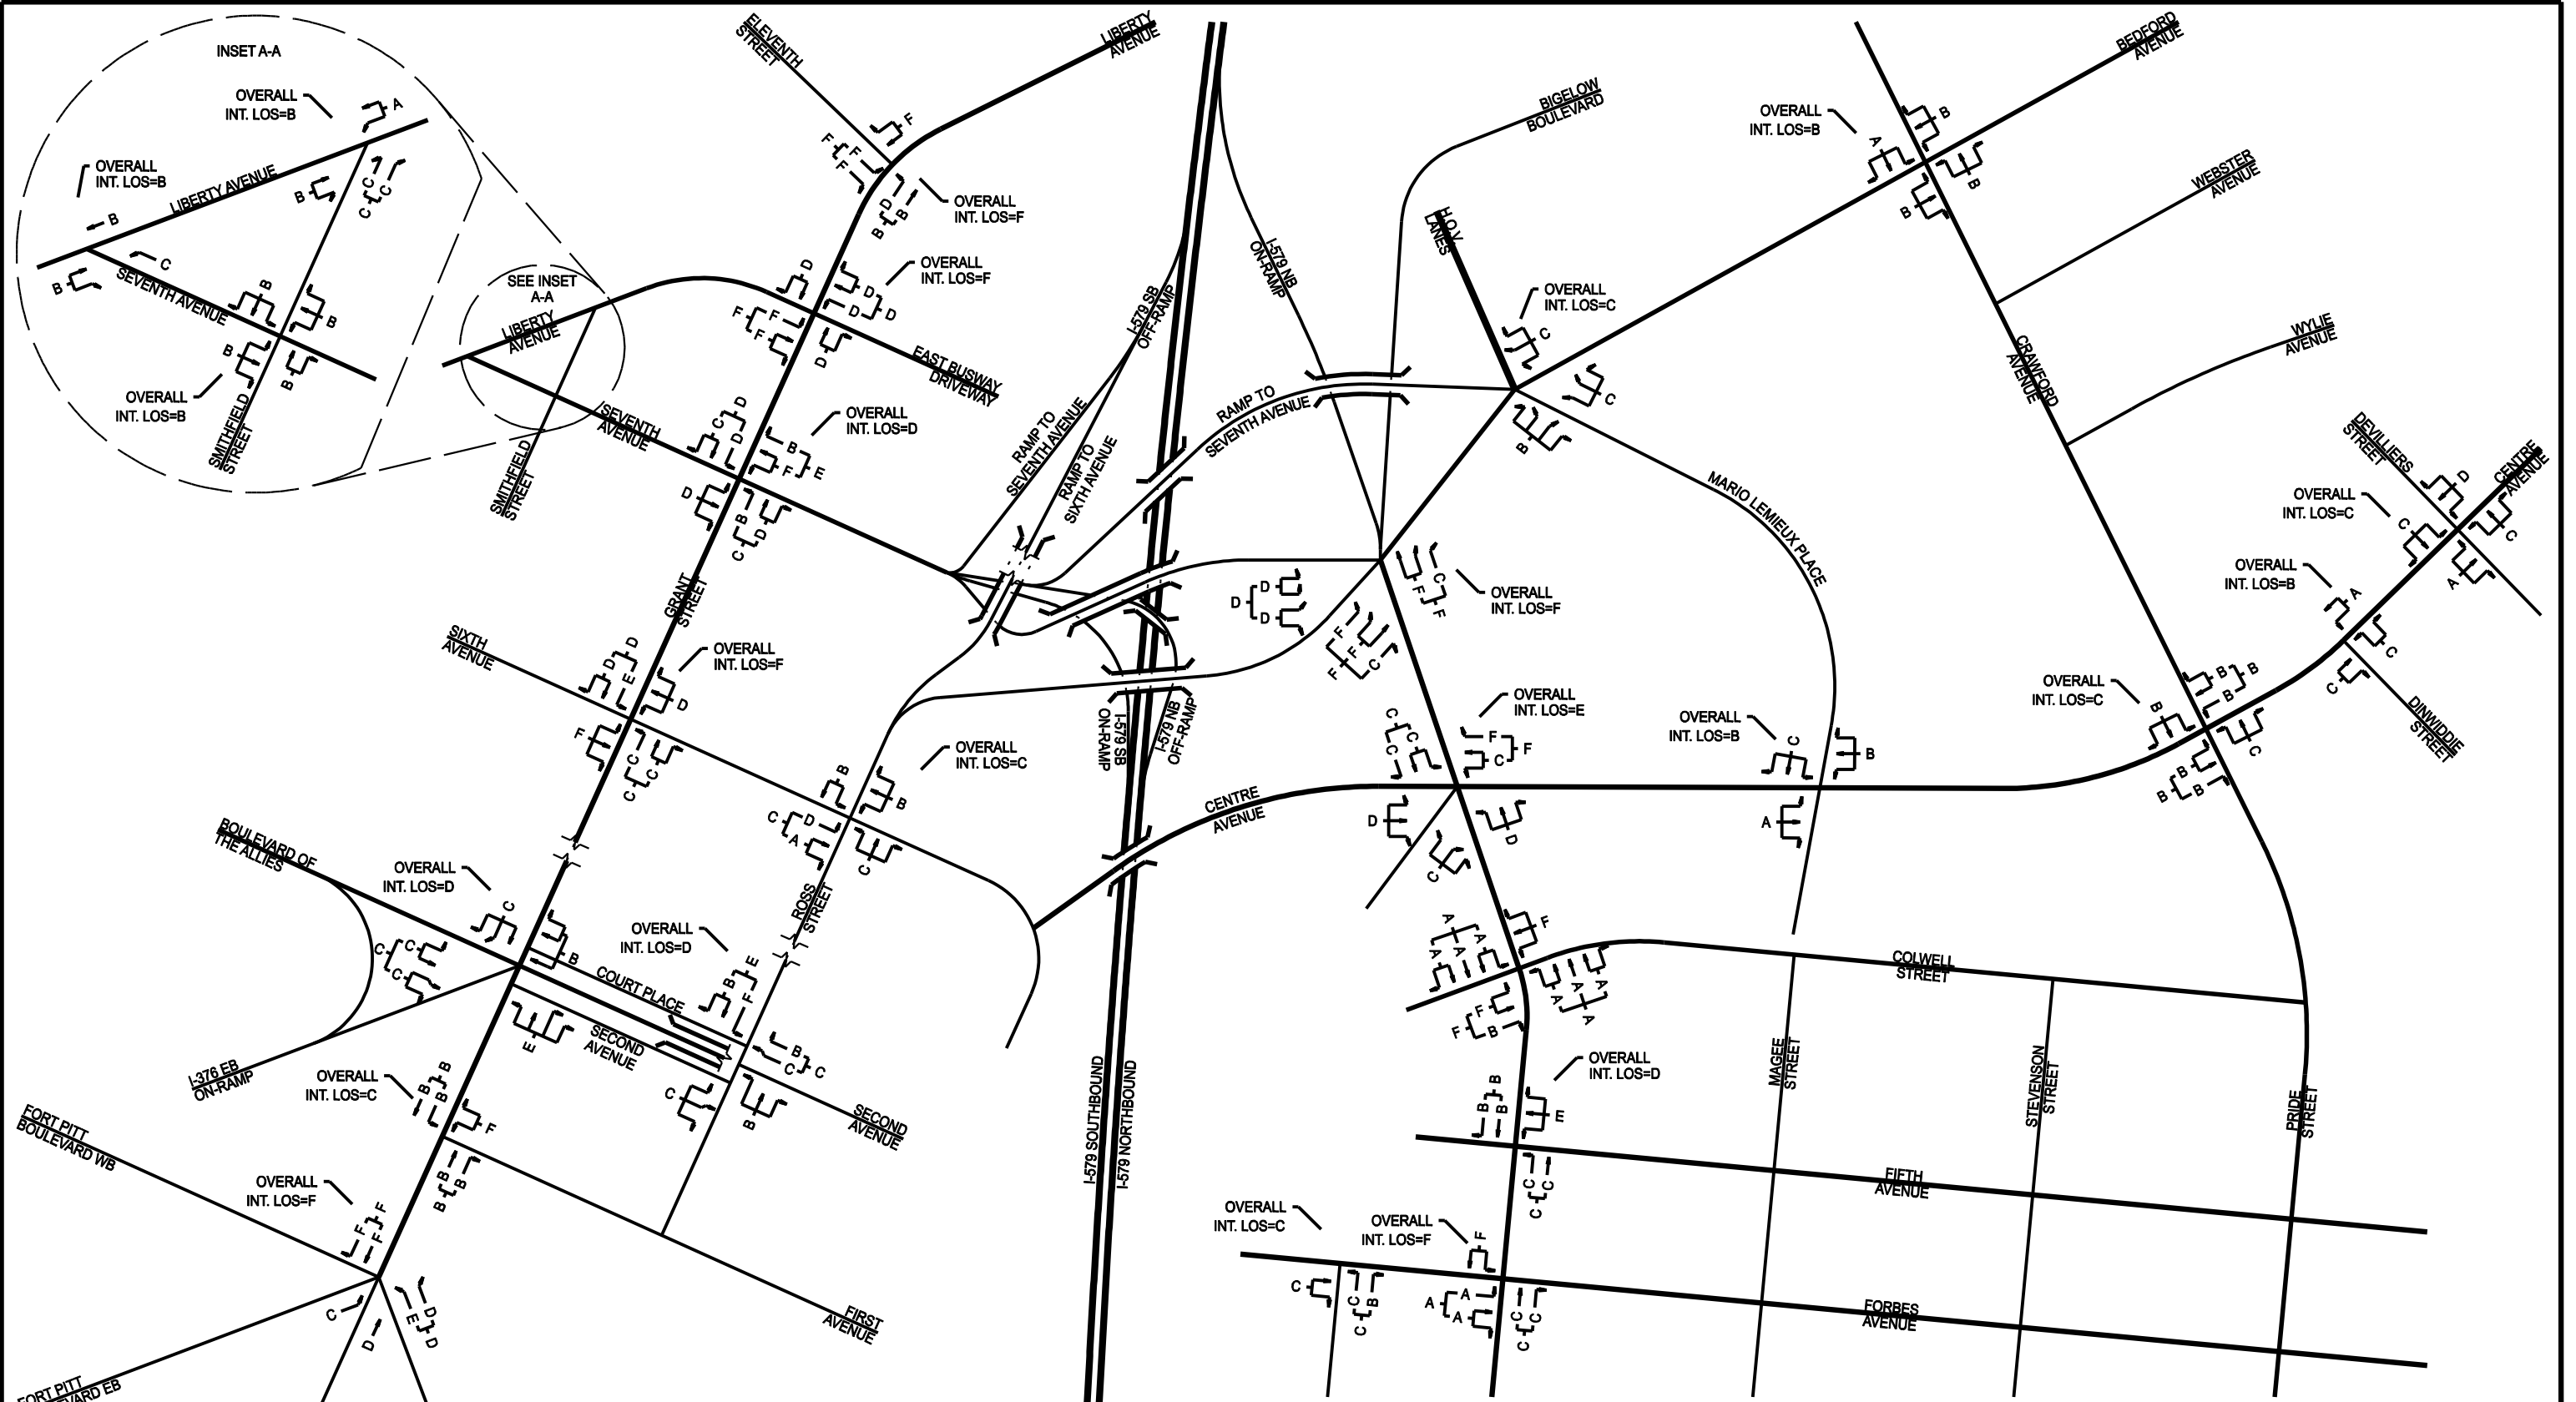 INSET A-A
OVERALL
INT. LOS=B
A
OVERALL
INT. LOS=B
LIBERTY AVENUE
B
C
C
C
B
C
B
SEVENTH AVENUE
B
B
B
B
OVERALL
INT. LOS=B
SMITHFIELD
STREET
SEE INSET
A-A
LIBERTY
AVENUE
SMITHFIELD
STREET
ELEVENTH
STREET
LIBERTY
AVENUE
F
F
F
F
D
B
B
OVERALL
INT. LOS=F
OVERALL
INT. LOS=F
D
D
D
D
F
F
F
D
EAST BUSWAY
DRIVEWAY
SEVENTH
AVENUE
D
C
D
OVERALL
INT. LOS=D
B
F
E
D
B
D
C
GRANT
STREET
RAMP TO
SEVENTH AVENUE
RAMP TO
SIXTH AVENUE
I-579 SB
OFF-RAMP
I-579 NB
ON-RAMP
RAMP TO
SEVENTH AVENUE
BIGELOW
BOULEVARD
H.O.V
LANES
OVERALL
INT. LOS=C
C
C
B
MARIO LEMIEUX PLACE
OVERALL
INT. LOS=B
BEDFORD
AVENUE
B
A
B
B
WEBSTER
AVENUE
WYLIE
AVENUE
CRAWFORD
AVENUE
DEVILLIERS
STREET
CENTRE
AVENUE
OVERALL
INT. LOS=C
D
C
C
A
OVERALL
INT. LOS=B
A
C
C
DINWIDDIE
STREET
OVERALL
INT. LOS=C
B
B
B
B
C
B
B
B
SIXTH
AVENUE
D
D
E
OVERALL
INT. LOS=F
D
F
C
C
C
D
D
D
C
F
F
OVERALL
INT. LOS=F
F
F
C
F
I-579 SB
ON-RAMP
I-579 NB
OFF-RAMP
OVERALL
INT. LOS=C
B
B
C
D
A
C
ROSS
STREET
CENTRE
AVENUE
OVERALL
INT. LOS=E
C
C
C
F
C
F
D
D
C
OVERALL
INT. LOS=B
C
B
A
BOULEVARD OF
THE ALLIES
OVERALL
INT. LOS=D
C
B
C
C
C
E
COURT PLACE
SECOND
AVENUE
OVERALL
INT. LOS=D
E
B
F
B
C
C
C
B
SECOND
AVENUE
I-376 EB
ON-RAMP
OVERALL
INT. LOS=C
B
B
B
F
B
B
B
FORT PITT
BOULEVARD WB
OVERALL
INT. LOS=F
F
F
F
C
D
D
E
D
FIRST
AVENUE
FORT PITT
I-579 SOUTHBOUND
I-579 NORTHBOUND
A
A
A
A
F
A
A
A
A
F
F
B
COLWELL
STREET
MAGEE
STREET
STEVENSON
STREET
PRIDE
STREET
OVERALL
INT. LOS=D
B
B
B
E
C
C
C
FIFTH
AVENUE
OVERALL
INT. LOS=C
OVERALL
INT. LOS=F
F
C
C
B
C
A
A
A
C
C
C
FORBES
AVENUE